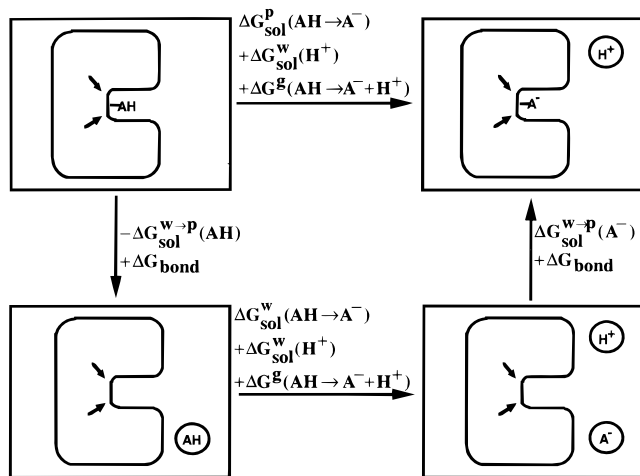 ΔG^p_sol(AH→A⁻)
+ΔG^w_sol(H⁺)
+ΔG^g(AH→A⁻+H⁺)
AH
H⁺
A⁻
−ΔG^{w→p}_sol(AH)
+ΔG_bond
ΔG^{w→p}_sol(A⁻)
+ΔG_bond
AH
ΔG^w_sol(AH→A⁻)
+ΔG^w_sol(H⁺)
+ΔG^g(AH→A⁻+H⁺)
H⁺
A⁻